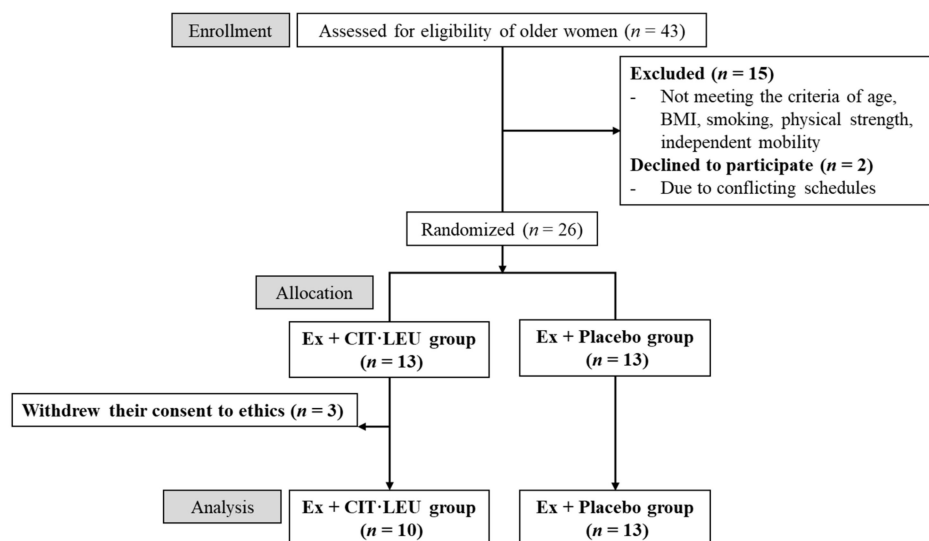 Enrollment
Assessed for eligibility of older women (n = 43)
Excluded (n = 15)
- Not meeting the criteria of age,
BMI, smoking, physical strength,
independent mobility
Declined to participate (n = 2)
- Due to conflicting schedules
Randomized (n = 26)
Allocation
Ex + CIT·LEU group
(n = 13)
Ex + Placebo group
(n = 13)
Withdrew their consent to ethics (n = 3)
Analysis
Ex + CIT·LEU group
(n = 10)
Ex + Placebo group
(n = 13)